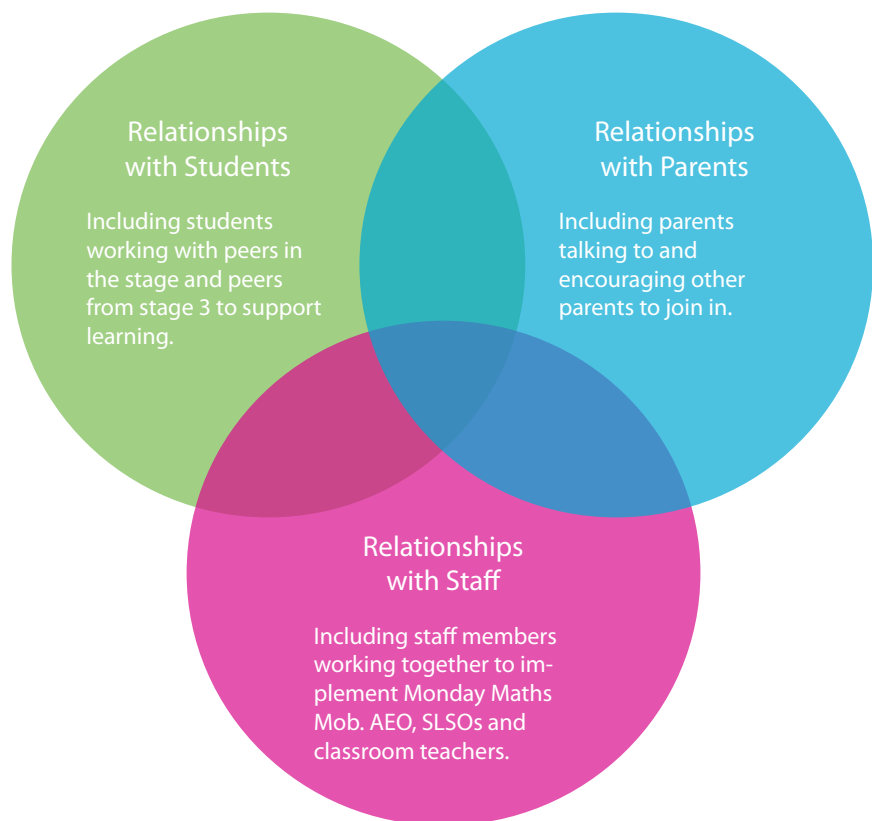 Relationships
with Students
Including students
working with peers in
the stage and peers
from stage 3 to support
learning.
Relationships
with Parents
Including parents
talking to and
encouraging other
parents to join in.
Relationships
with Staff
Including staff members
working together to im-
plement Monday Maths
Mob. AEO, SLSOs and
classroom teachers.